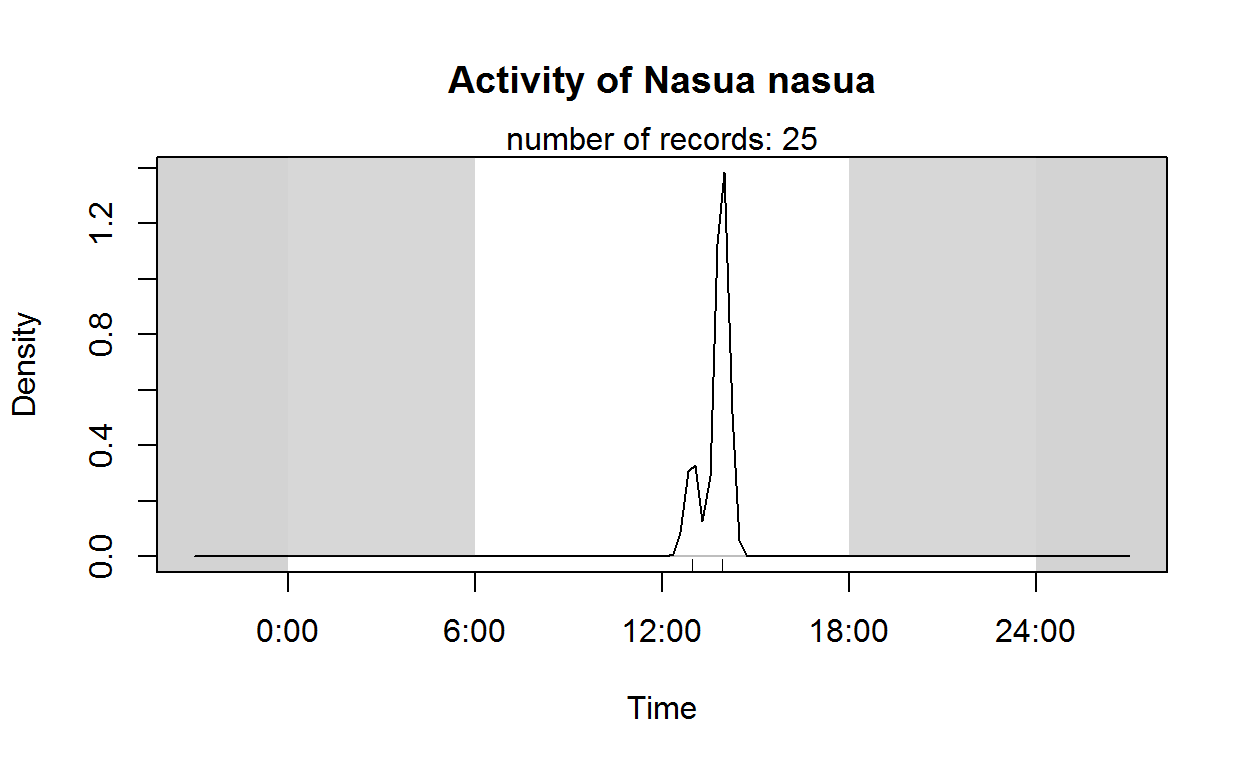 Activity of Nasua nasua
number of records: 25
Density
1.2
0.8
0.4
0.0
0:00 6:00 12:00 18:00 24:00
Time